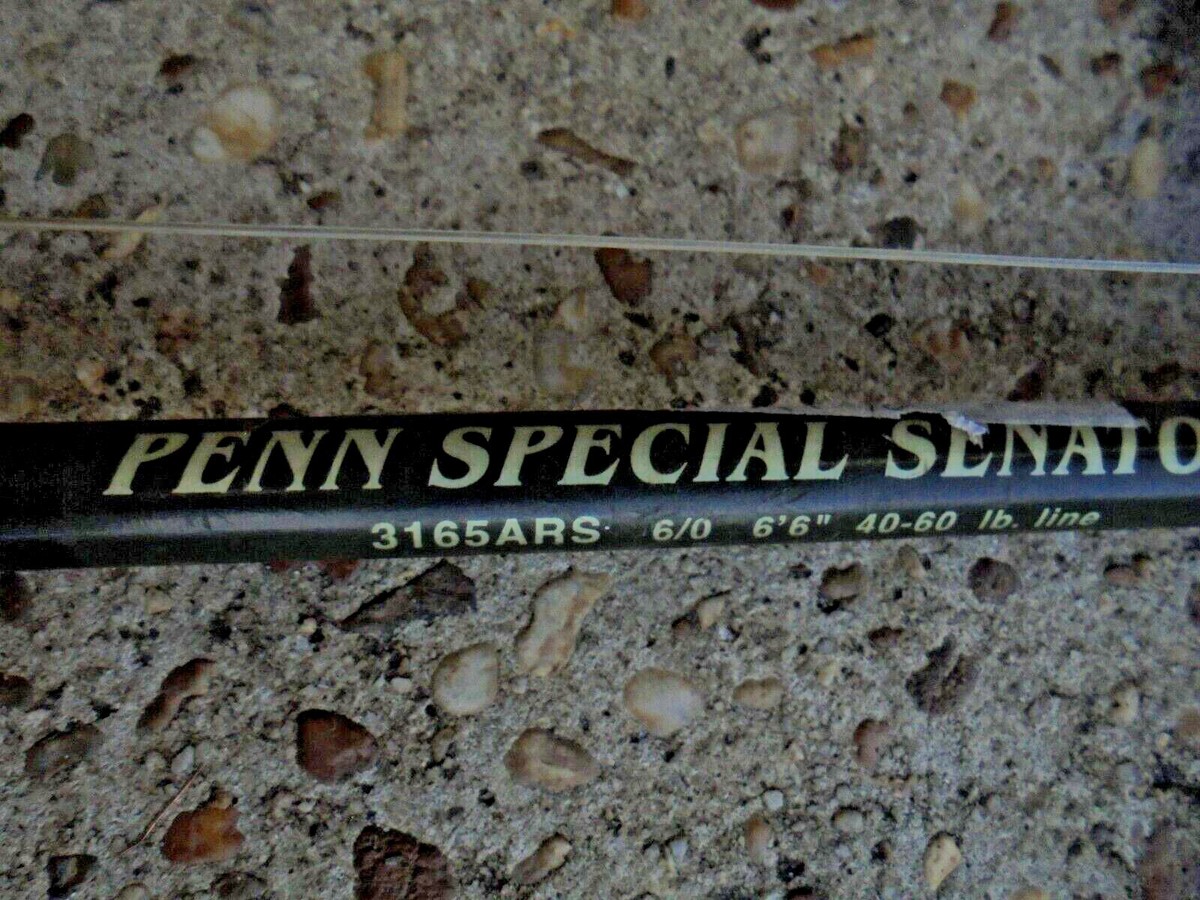 PENN SPECIAL SENATO
3165ARS 6/0 6'6" 40-60 lb. line